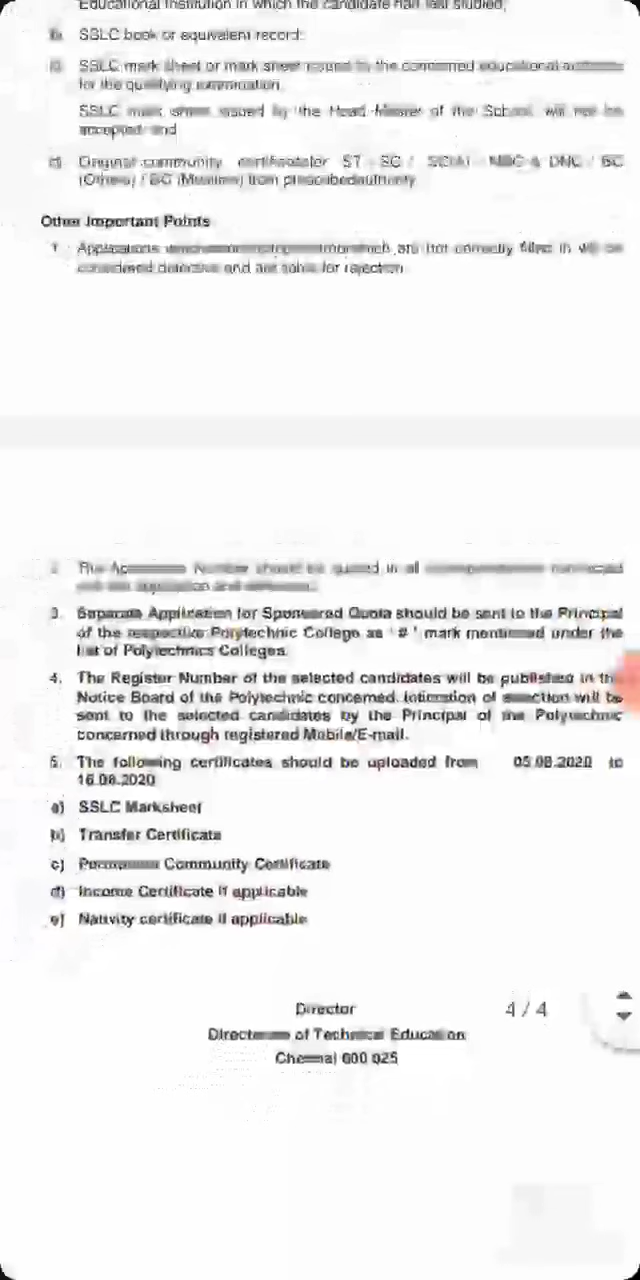 Educational Institution in which the candidate had last studied;
b) SSLC book or equivalent record;
c) SSLC mark sheet or mark sheet issued by the concerned educational
for the qualifying examination.
SSLC mark sheet issued by the Head Master of the School, will not be
accepted and
d) Original community certificate for ST / SC / SC(A) / MBC & DNC / BC
(Others) / BC (Muslim) from prescribed authority
Other Important Points
1. Applications which are not correctly filled in will be
considered defective and are liable for rejection
2. The Number should be quoted in all
3. Separate Application for Sponsored Quota should be sent to the Principal
of the respective Polytechnic College as ' # ' mark mentioned under the
list of Polytechnics Colleges.
4. The Register Number of the selected candidates will be published in the
Notice Board of the Polytechnic concerned. Intimation of selection will be
sent to the selected candidates by the Principal of the Polytechnic
concerned through registered Mobile/E-mail.
5. The following certificates should be uploaded from 05.08.2020 to
16.08.2020
a) SSLC Marksheet
b) Transfer Certificate
c) Permanent Community Certificate
d) Income Certificate if applicable
e) Nativity certificate if applicable
Director
4 / 4
Directorate of Technical Education
Chennai 600 025